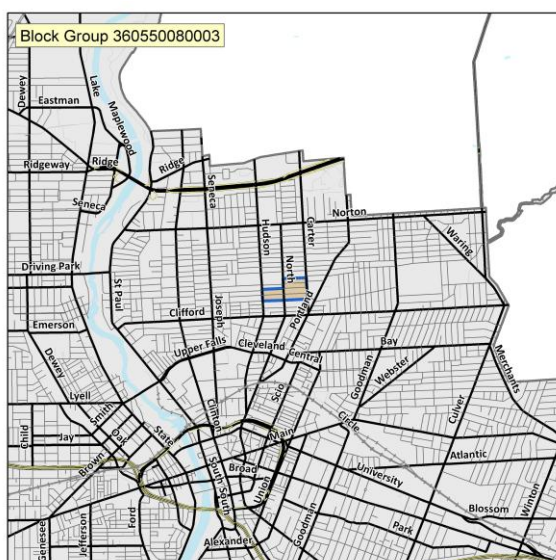 Block Group 360550080003
Dewey
Lake
Eastman
Maplewood
Ridgeway
Ridge
Ridge
Seneca
Seneca
Hudson
North
Carter
Norton
Waring
Driving Park
St Paul
Clifford
Joseph
Portland
Emerson
Upper Falls
Cleveland
Central
Bay
Dewey
Goodman
Webster
Merchants
Lyell
Scio
Culver
Smith
Clinton
Child
Jay
Oak
State
Main
Circle
Atlantic
Brown
Broad
University
South
South
Union
Blossom
Winton
Genesee
Jefferson
Ford
Goodman
Park
Alexander